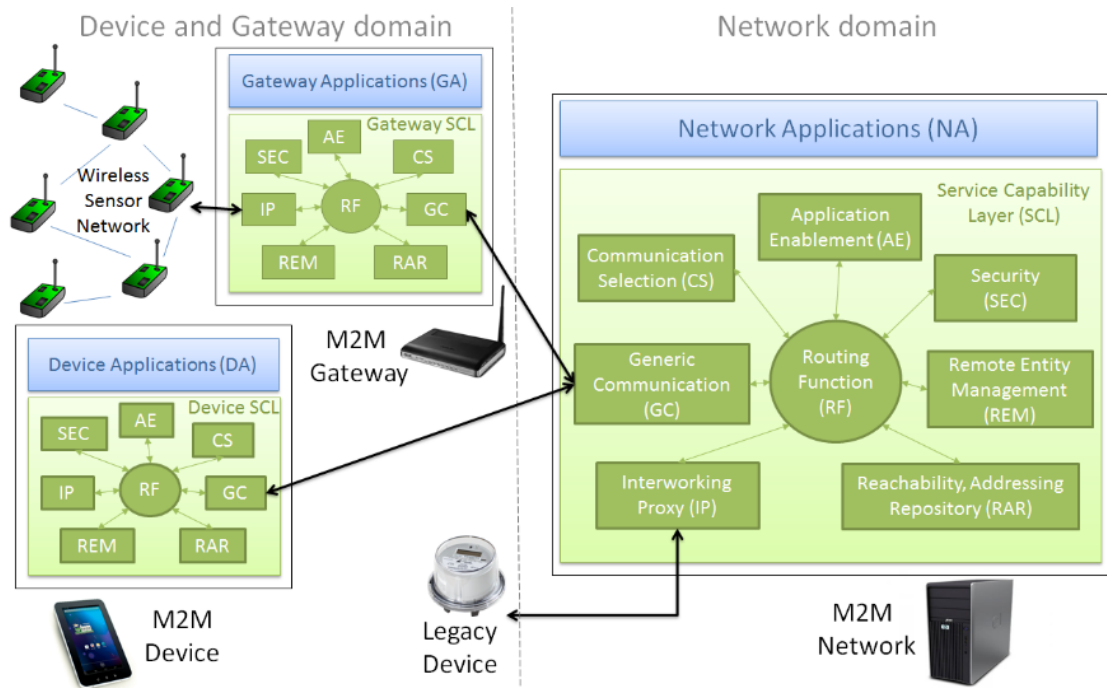 Device and Gateway domain
Network domain
Gateway Applications (GA)
Gateway SCL
AE
SEC
CS
IP
RF
GC
REM
RAR
Wireless
Sensor
Network
M2M
Gateway
Device Applications (DA)
Device SCL
AE
SEC
CS
IP
RF
GC
REM
RAR
M2M
Device
Legacy
Device
Network Applications (NA)
Service Capability
Layer (SCL)
Application
Enablement (AE)
Communication
Selection (CS)
Security
(SEC)
Generic
Communication
(GC)
Routing
Function
(RF)
Remote Entity
Management
(REM)
Interworking
Proxy (IP)
Reachability, Addressing
Repository (RAR)
M2M
Network